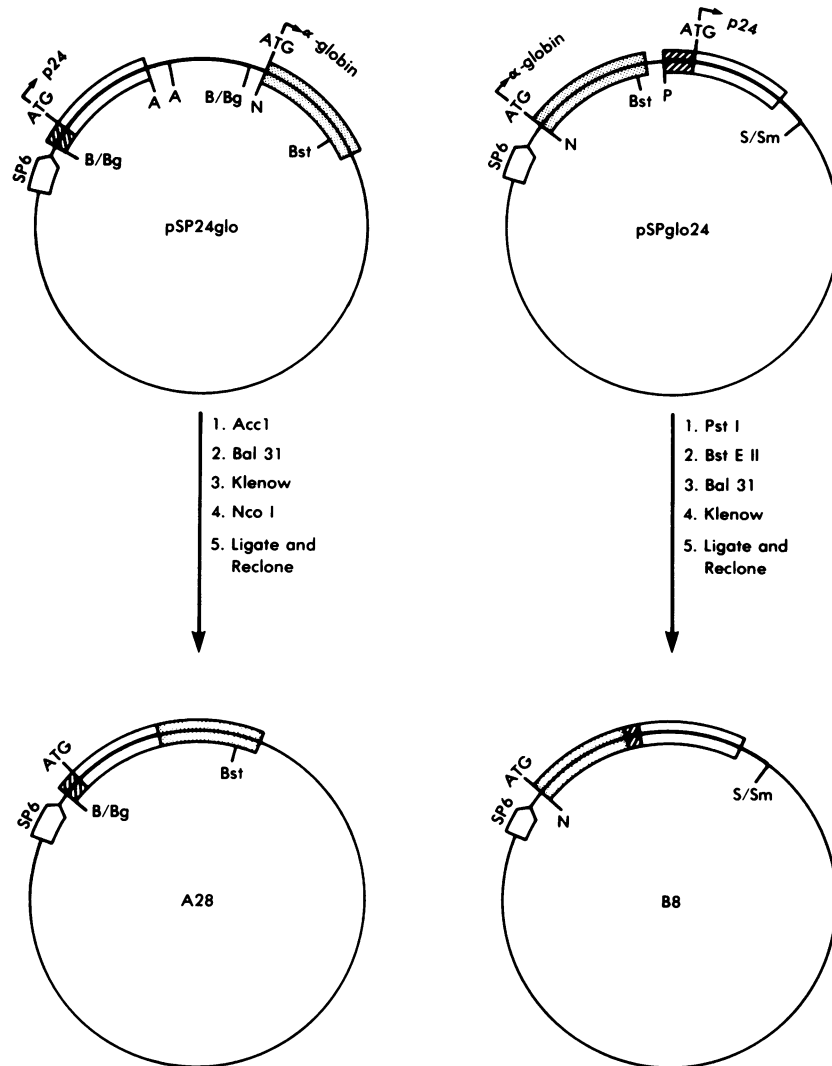 ATG
α-globin
ATG
p24
A
A
B/Bg
N
Bst
B/Bg
SP6
pSP24glo
ATG
p24
ATG
α-globin
Bst
P
S/Sm
N
SP6
pSPglo24
1. Acc1
2. Bal 31
3. Klenow
4. Nco I
5. Ligate and
Reclone
1. Pst I
2. Bst E II
3. Bal 31
4. Klenow
5. Ligate and
Reclone
ATG
Bst
B/Bg
SP6
A28
ATG
S/Sm
N
SP6
B8